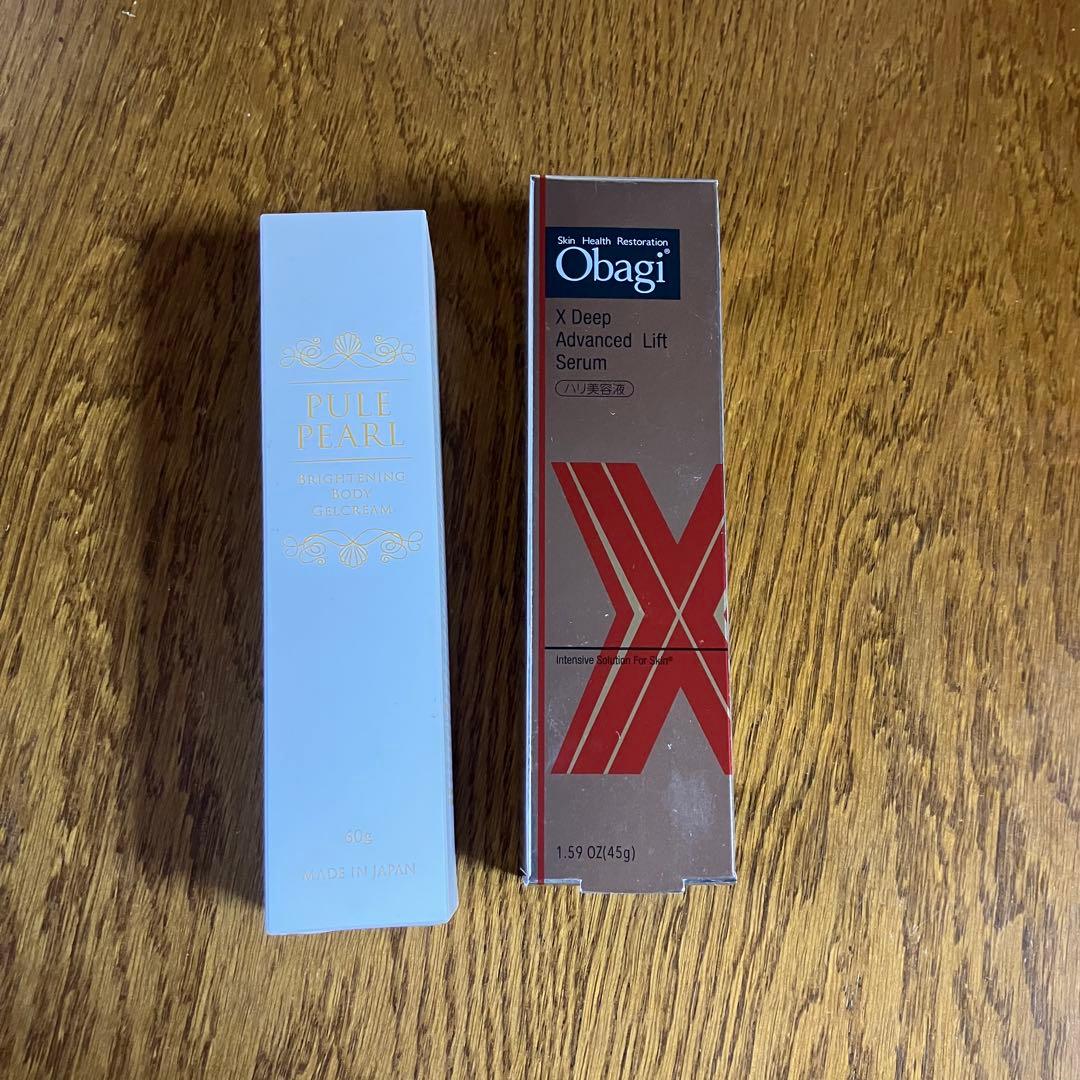 PULE
PEARL
BRIGHTENING
BODY
GELCREAM
60g
MADE IN JAPAN
Skin Health Restoration
Obagi®
X Deep
Advanced Lift
Serum
ハリ美容液
X
Intensive Solution For Skin®
1.59 OZ(45g)